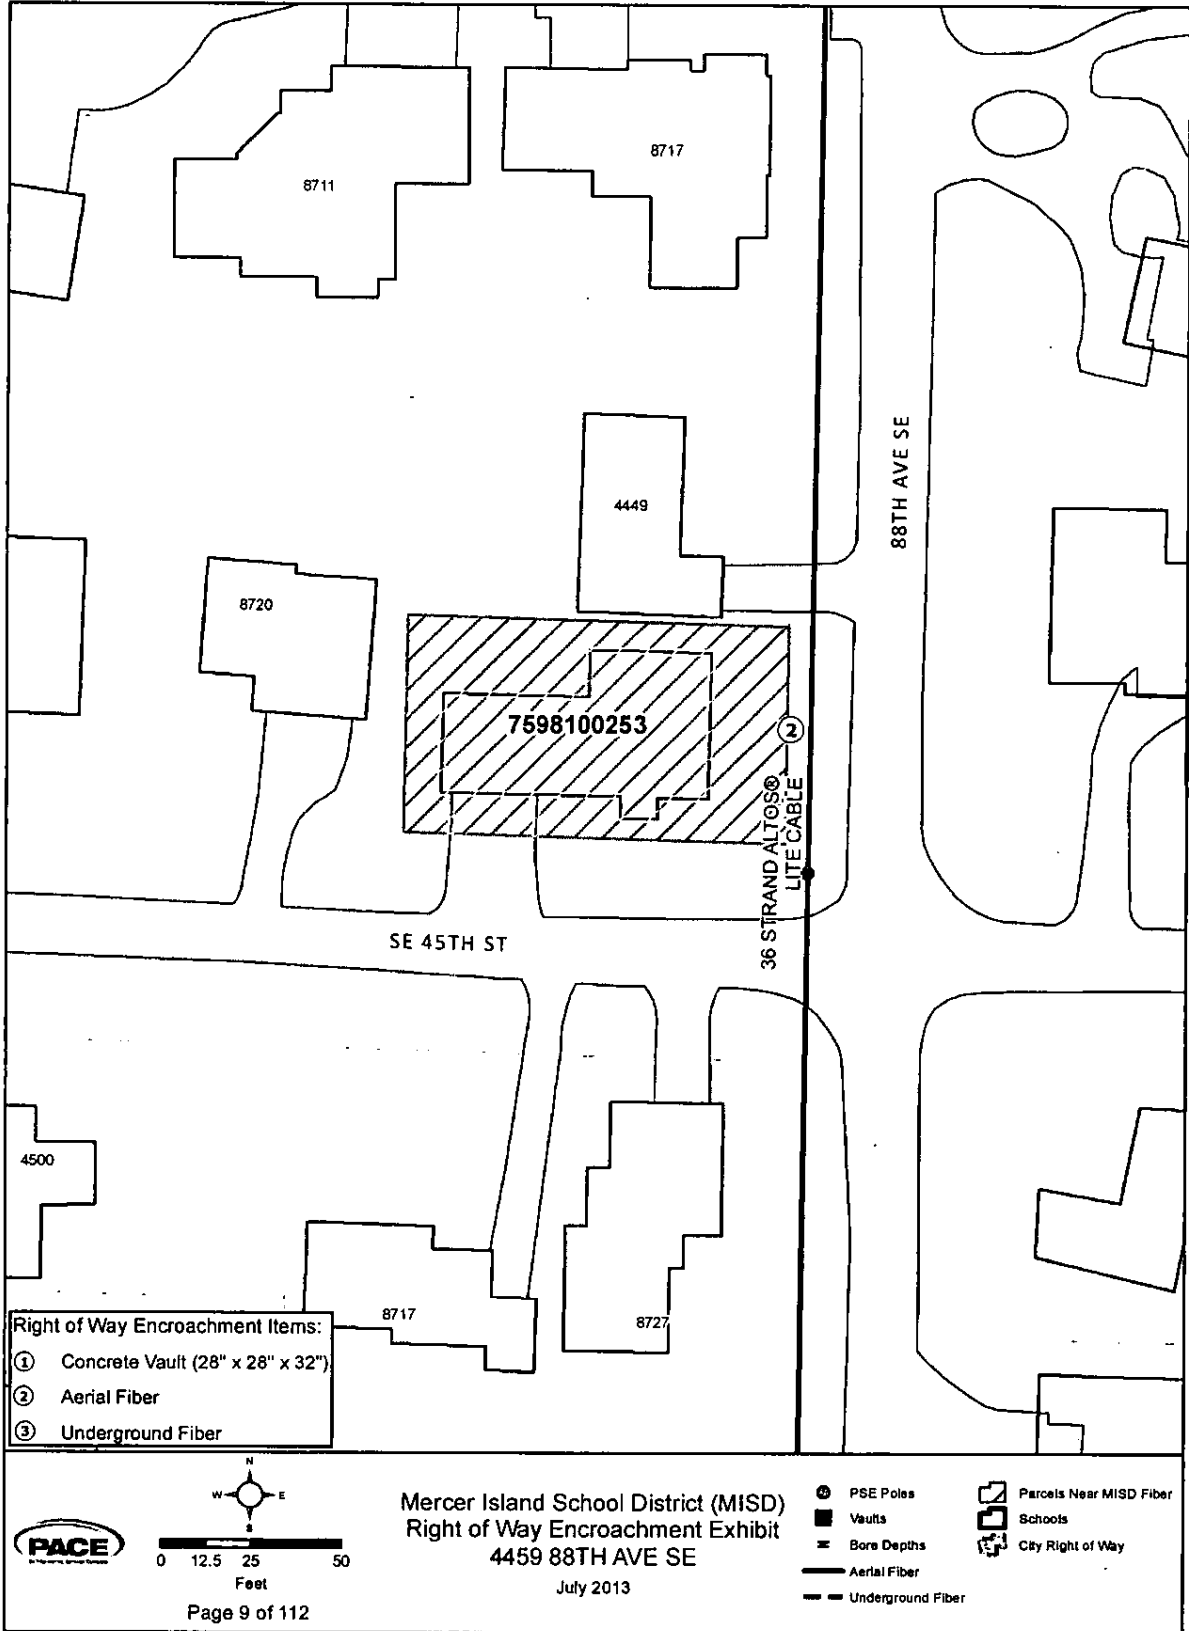 8711
8717
4449
88TH AVE SE
8720
7598100253
2
36 STRAND ALTOS®
LITE CABLE
SE 45TH ST
4500
8717
8727
Right of Way Encroachment Items:
1 Concrete Vault (28" x 28" x 32")
2 Aerial Fiber
3 Underground Fiber
N
W E
S
PACE
0 12.5 25 50
Feet
Page 9 of 112
Mercer Island School District (MISD)
Right of Way Encroachment Exhibit
4459 88TH AVE SE
July 2013
PSE Poles
Vaults
Bore Depths
Aerial Fiber
Underground Fiber
Parcels Near MISD Fiber
Schools
City Right of Way